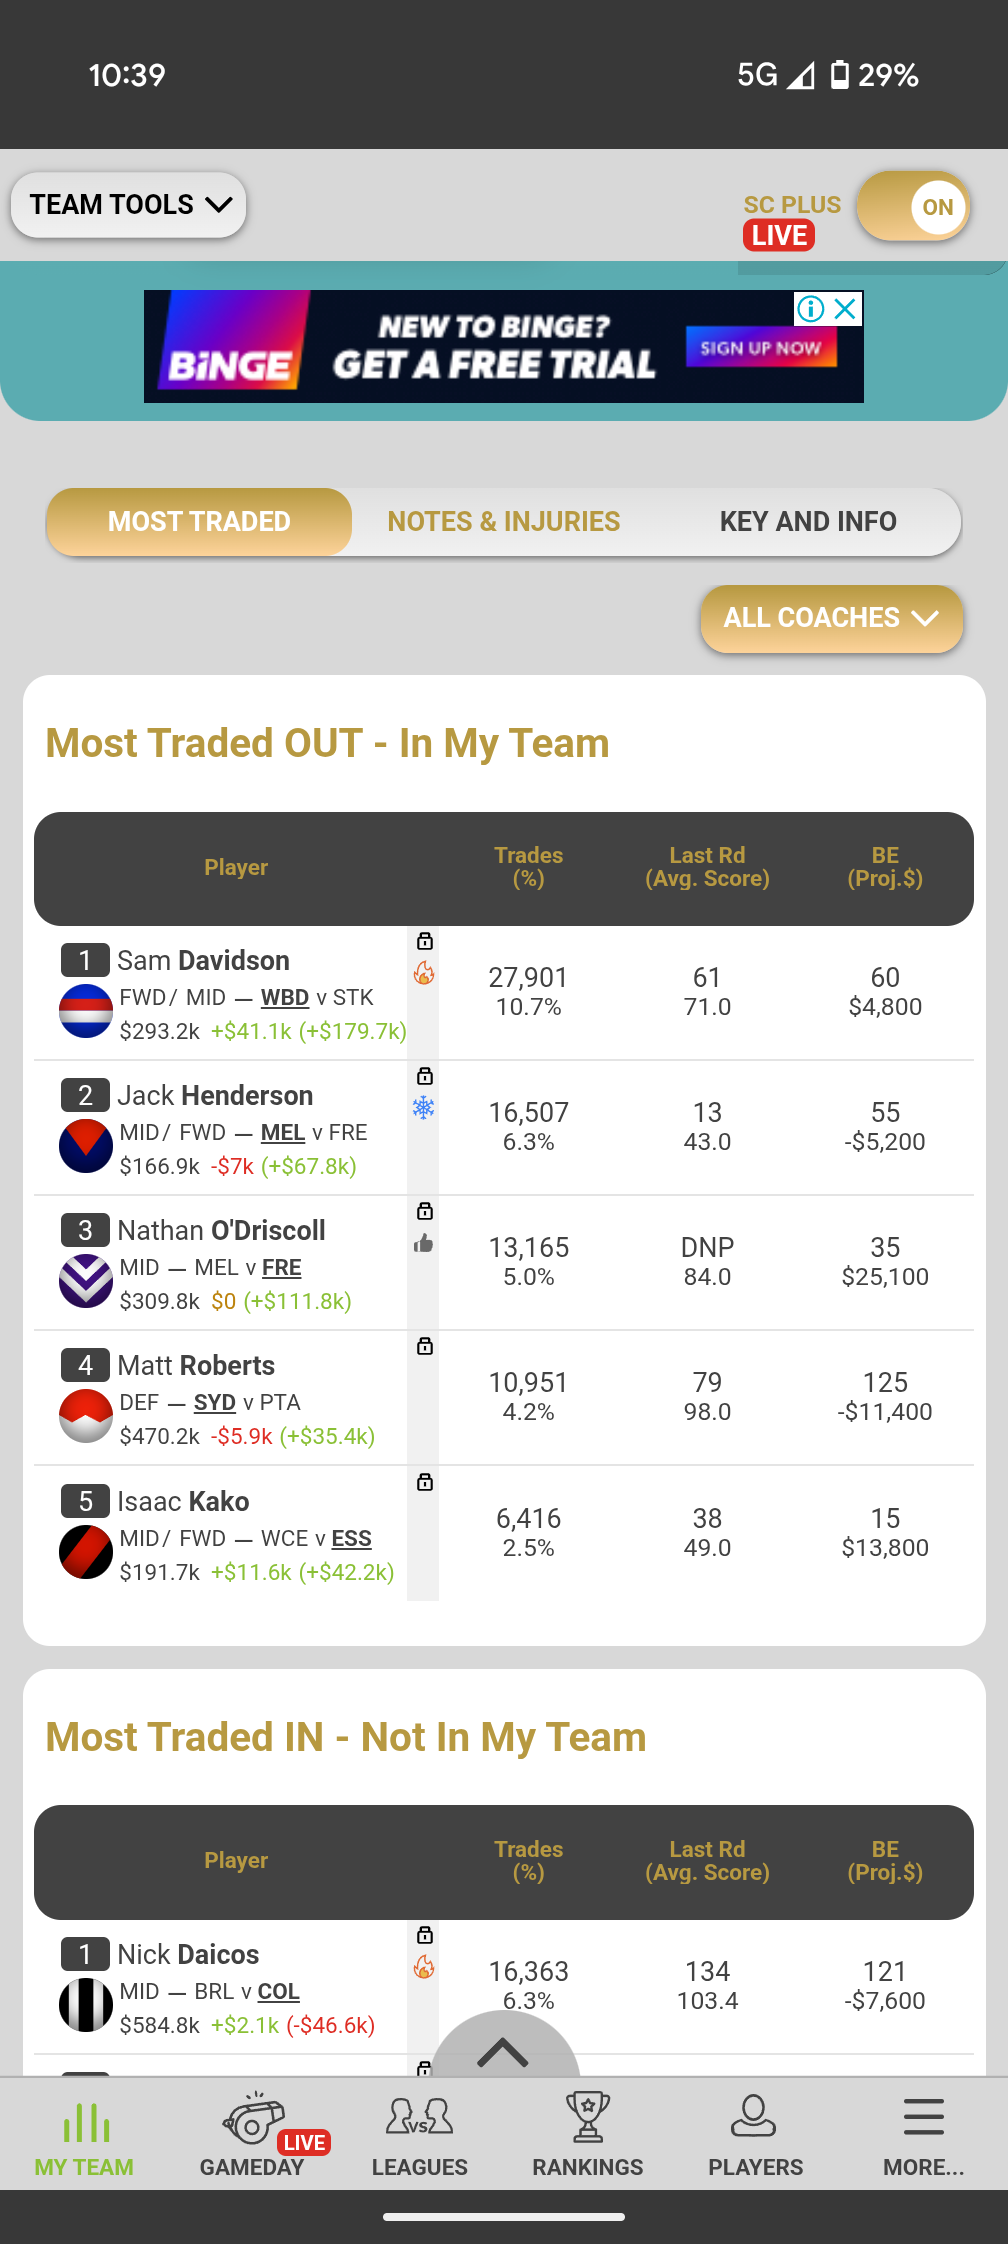 10:39
5G 29%
TEAM TOOLS
SC PLUS
LIVE
ON
BINGE
NEW TO BINGE?
GET A FREE TRIAL
SIGN UP NOW
MOST TRADED NOTES & INJURIES KEY AND INFO
ALL COACHES
Most Traded OUT - In My Team
Player Trades (%) Last Rd (Avg. Score) BE (Proj.$)
1 Sam Davidson
FWD/ MID — WBD v STK
$293.2k +$41.1k (+$179.7k)
27,901 61 60
10.7% 71.0 $4,800
2 Jack Henderson
MID/ FWD — MEL v FRE
$166.9k -$7k (+$67.8k)
16,507 13 55
6.3% 43.0 -$5,200
3 Nathan O'Driscoll
MID — MEL v FRE
$309.8k $0 (+$111.8k)
13,165 DNP 35
5.0% 84.0 $25,100
4 Matt Roberts
DEF — SYD v PTA
$470.2k -$5.9k (+$35.4k)
10,951 79 125
4.2% 98.0 -$11,400
5 Isaac Kako
MID/ FWD — WCE v ESS
$191.7k +$11.6k (+$42.2k)
6,416 38 15
2.5% 49.0 $13,800
Most Traded IN - Not In My Team
Player Trades (%) Last Rd (Avg. Score) BE (Proj.$)
1 Nick Daicos
MID — BRL v COL
$584.8k +$2.1k (-$46.6k)
16,363 134 121
6.3% 103.4 -$7,600
VS
LIVE
MY TEAM GAMEDAY LEAGUES RANKINGS PLAYERS MORE...